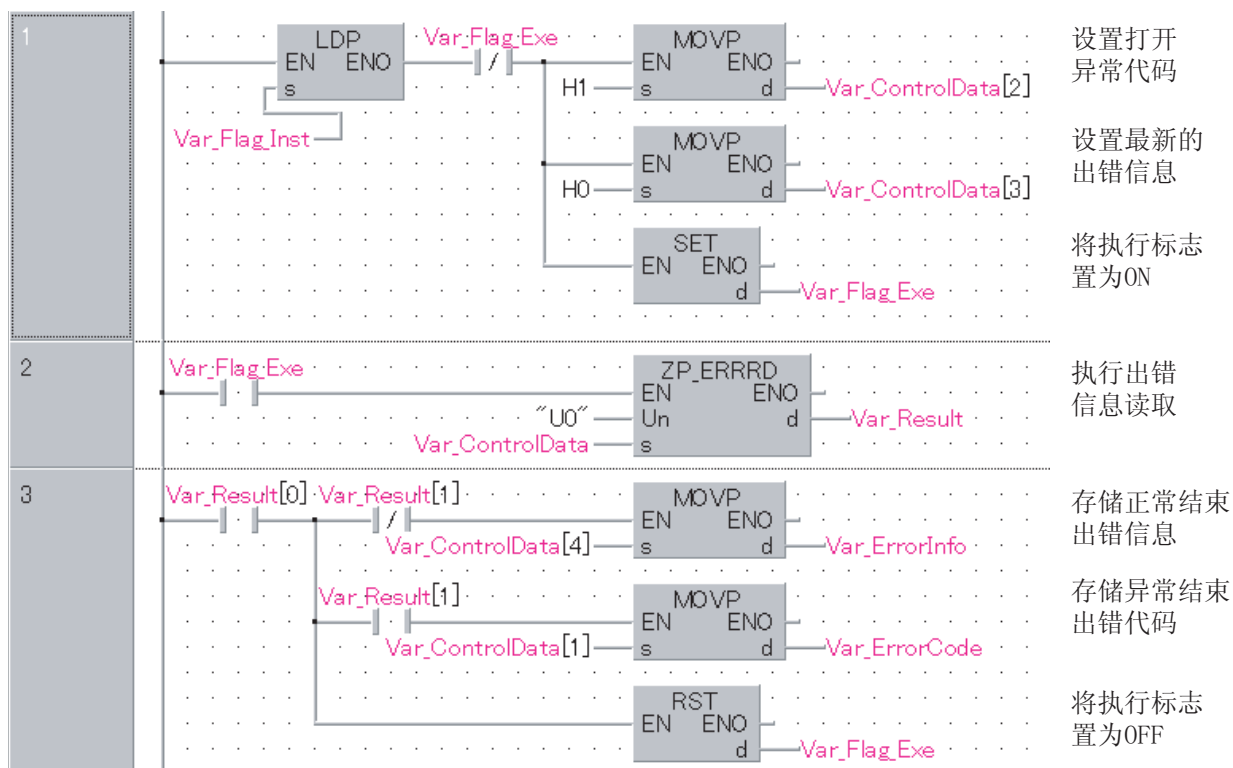 1
LDP
EN ENO
s
Var_Flag_Inst
Var_Flag_Exe
MOVP
EN ENO
H1 s d Var_ControlData[2]
设置打开
异常代码
MOVP
EN ENO
H0 s d Var_ControlData[3]
设置最新的
出错信息
SET
EN ENO
d Var_Flag_Exe
将执行标志
置为ON
2
Var_Flag_Exe
ZP_ERRRD
EN ENO
"U0" Un d Var_Result
Var_ControlData s
执行出错
信息读取
3
Var_Result[0] Var_Result[1]
MOVP
EN ENO
Var_ControlData[4] s d Var_ErrorInfo
存储正常结束
出错信息
Var_Result[1]
MOVP
EN ENO
Var_ControlData[1] s d Var_ErrorCode
存储异常结束
出错代码
RST
EN ENO
d Var_Flag_Exe
将执行标志
置为OFF